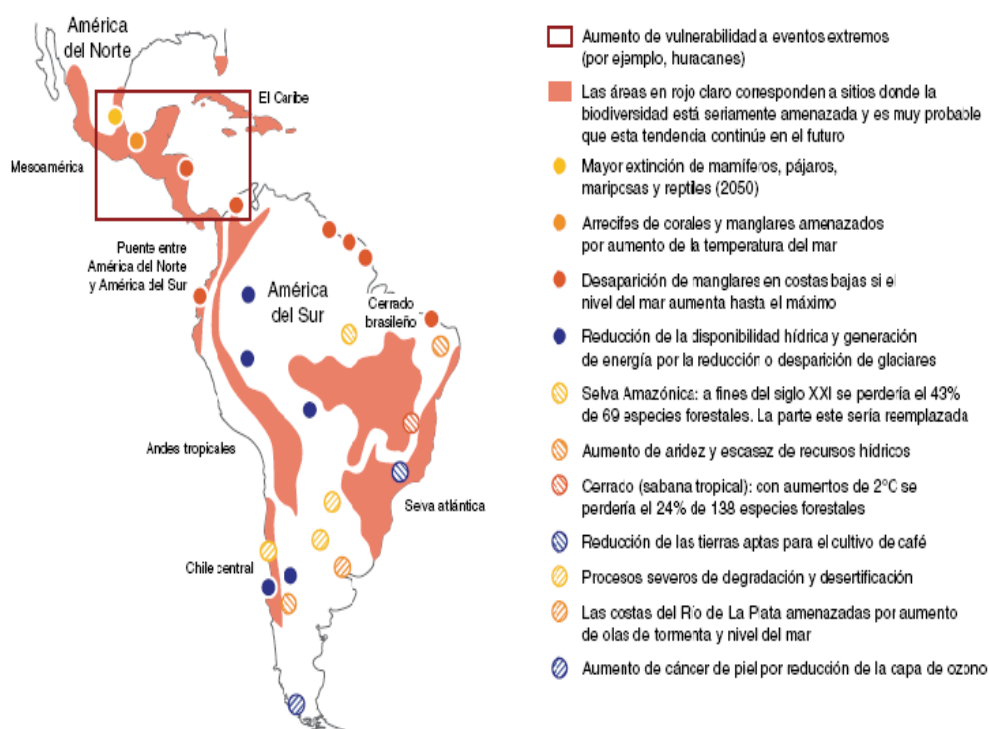 América
del Norte
El Caribe
Mesoamérica
Puente entre
América del Norte
y América del Sur
América
del Sur
Cerrado
brasileño
Andes tropicales
Selva atlántica
Chile central
Aumento de vulnerabilidad a eventos extremos
(por ejemplo, huracanes)
Las áreas en rojo claro corresponden a sitios donde la
biodiversidad está seriamente amenazada y es muy probable
que esta tendencia continúe en el futuro
Mayor extinción de mamíferos, pájaros,
mariposas y reptiles (2050)
Arrecifes de corales y manglares amenazados
por aumento de la temperatura del mar
Desaparición de manglares en costas bajas si el
nivel del mar aumenta hasta el máximo
Reducción de la disponibilidad hídrica y generación
de energía por la reducción o desparición de glaciares
Selva Amazónica: a fines del siglo XXI se perdería el 43%
de 69 especies forestales. La parte este sería reemplazada
Aumento de aridez y escasez de recursos hídricos
Cerrado (sabana tropical): con aumentos de 2°C se
perdería el 24% de 138 especies forestales
Reducción de las tierras aptas para el cultivo de café
Procesos severos de degradación y desertificación
Las costas del Río de La Plata amenazadas por aumento
de olas de tormenta y nivel del mar
Aumento de cáncer de piel por reducción de la capa de ozono